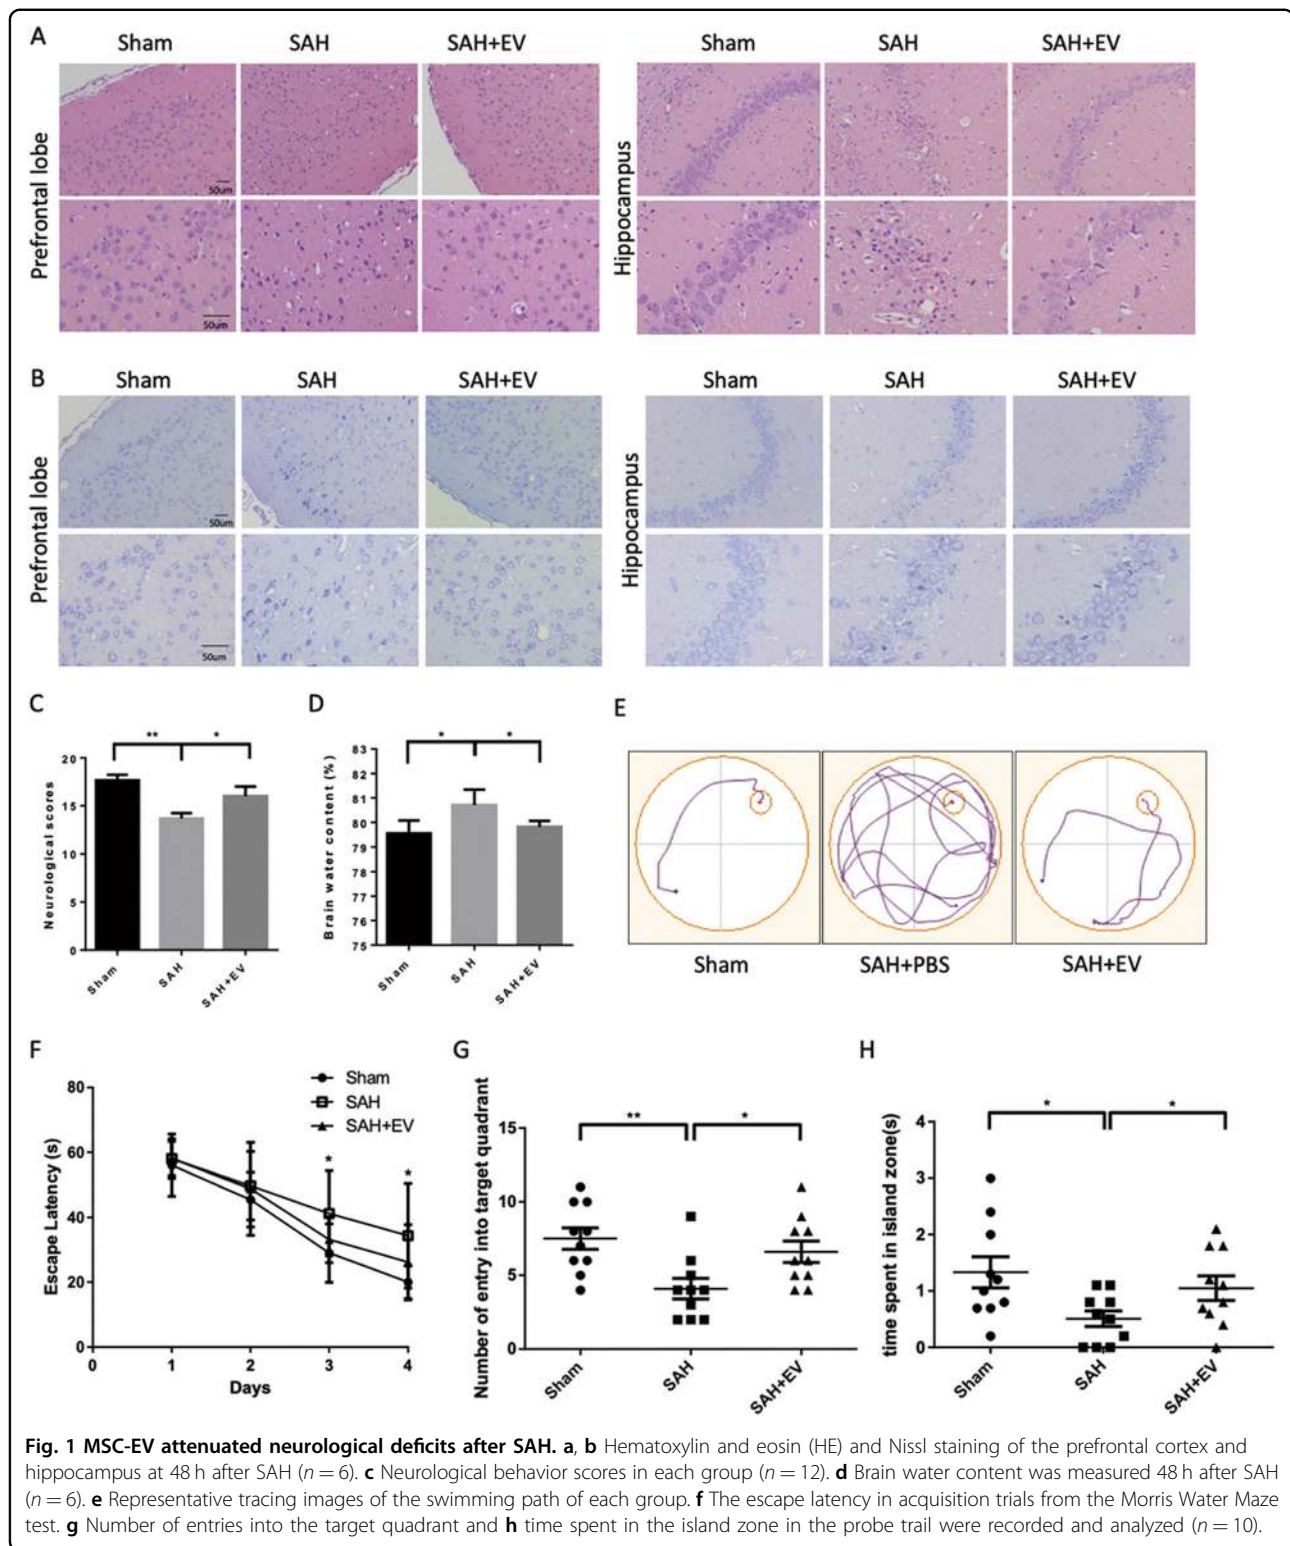 A
Sham SAH SAH+EV Sham SAH SAH+EV
Prefrontal lobe
50um
50um
Hippocampus
B
Sham SAH SAH+EV Sham SAH SAH+EV
Prefrontal lobe
50um
50um
Hippocampus
C
** *
Neurological scores
20
15
10
5
0
Sham SAH SAH+EV
D
* *
Brain water content (%)
83
82
81
80
79
78
77
76
75
Sham SAH SAH+EV
E
Sham SAH+PBS SAH+EV
F
Sham
SAH
SAH+EV
Escape Latency (s)
80
60
40
20
0
* *
0 1 2 3 4
Days
G
** *
Number of entry into target quadrant
15
10
5
0
Sham SAH SAH+EV
H
* *
time spent in island zone(s)
4
3
2
1
0
Sham SAH SAH+EV
Fig. 1 MSC-EV attenuated neurological deficits after SAH. a, b Hematoxylin and eosin (HE) and Nissl staining of the prefrontal cortex and
hippocampus at 48 h after SAH (n = 6). c Neurological behavior scores in each group (n = 12). d Brain water content was measured 48 h after SAH
(n = 6). e Representative tracing images of the swimming path of each group. f The escape latency in acquisition trials from the Morris Water Maze
test. g Number of entries into the target quadrant and h time spent in the island zone in the probe trail were recorded and analyzed (n = 10).